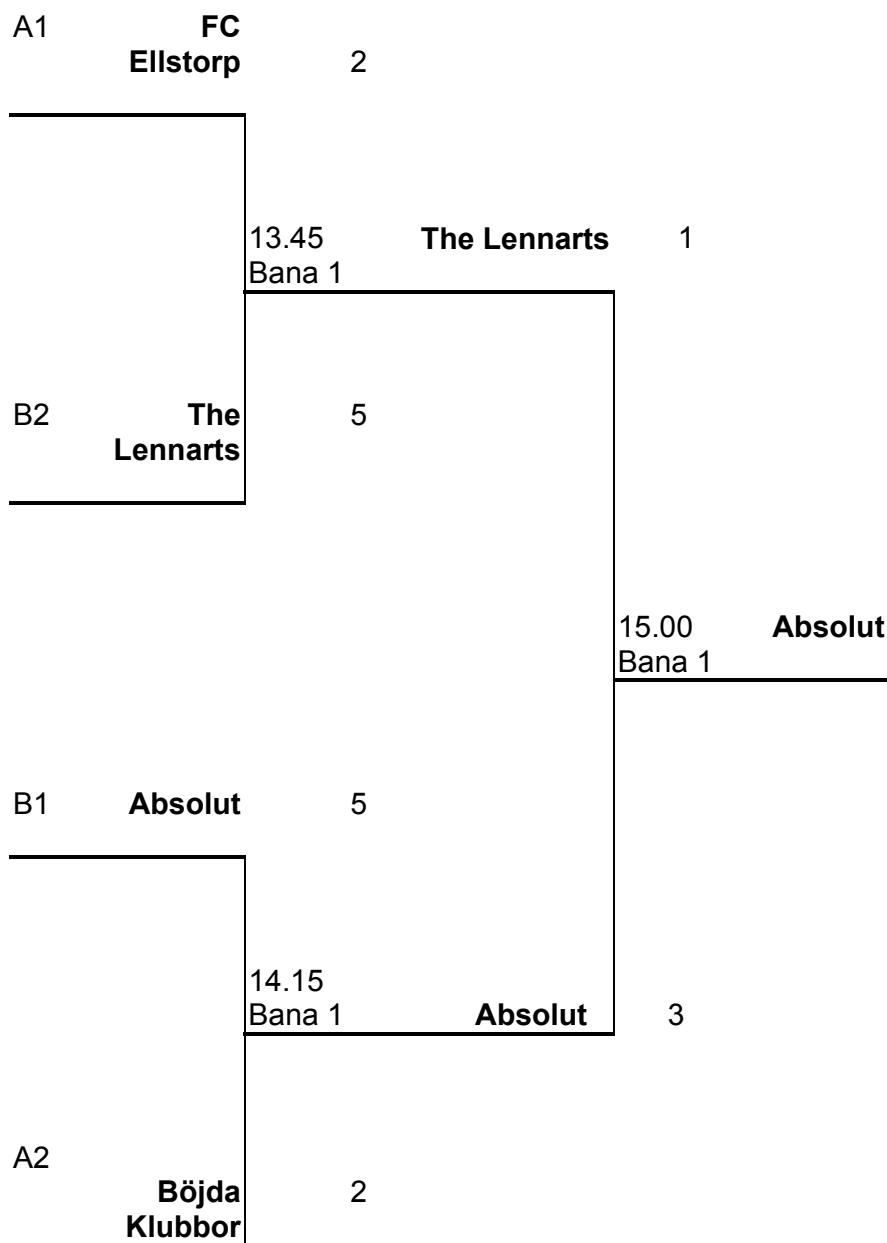 A1 FC
Ellstorp 2
13.45 The Lennarts 1
Bana 1
B2 The 5
Lennarts
15.00 Absolut
Bana 1
B1 Absolut 5
14.15
Bana 1 Absolut 3
A2
Böjda 2
Klubbor